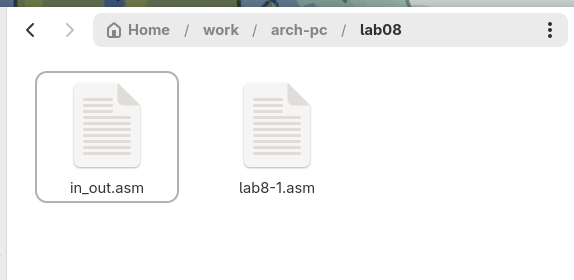 Home / work / arch-pc / lab08
in_out.asm
lab8-1.asm